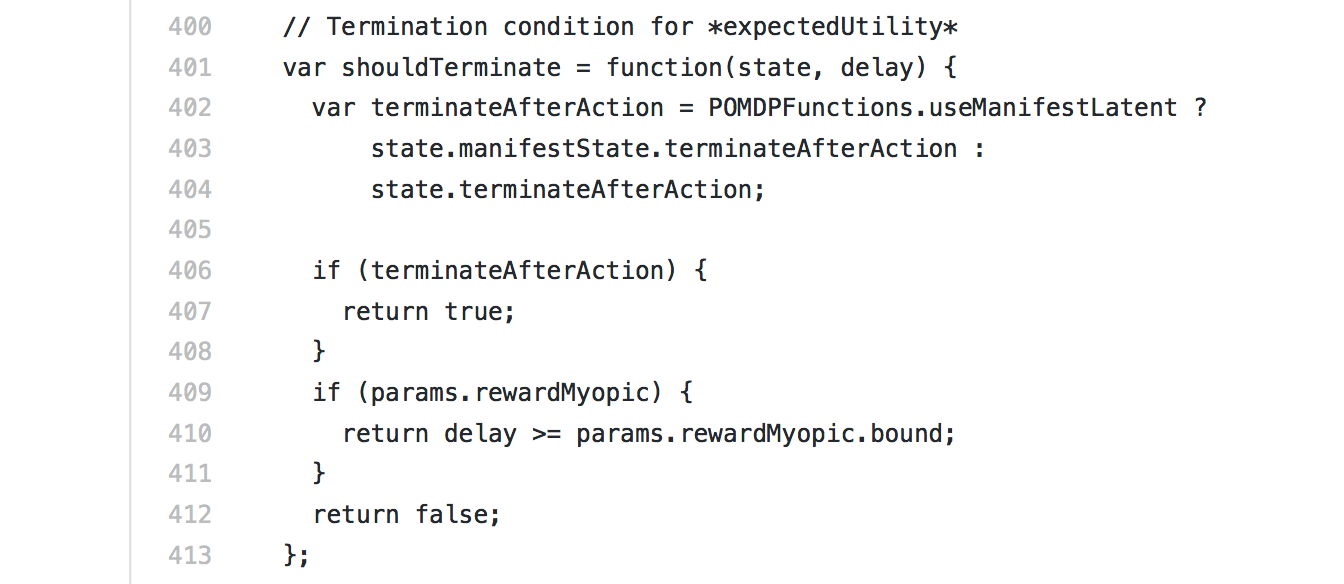 400 // Termination condition for *expectedUtility*
401 var shouldTerminate = function(state, delay) {
402 var terminateAfterAction = POMDPFunctions.useManifestLatent ?
403 state.manifestState.terminateAfterAction :
404 state.terminateAfterAction;
405
406 if (terminateAfterAction) {
407 return true;
408 }
409 if (params.rewardMyopic) {
410 return delay >= params.rewardMyopic.bound;
411 }
412 return false;
413 };